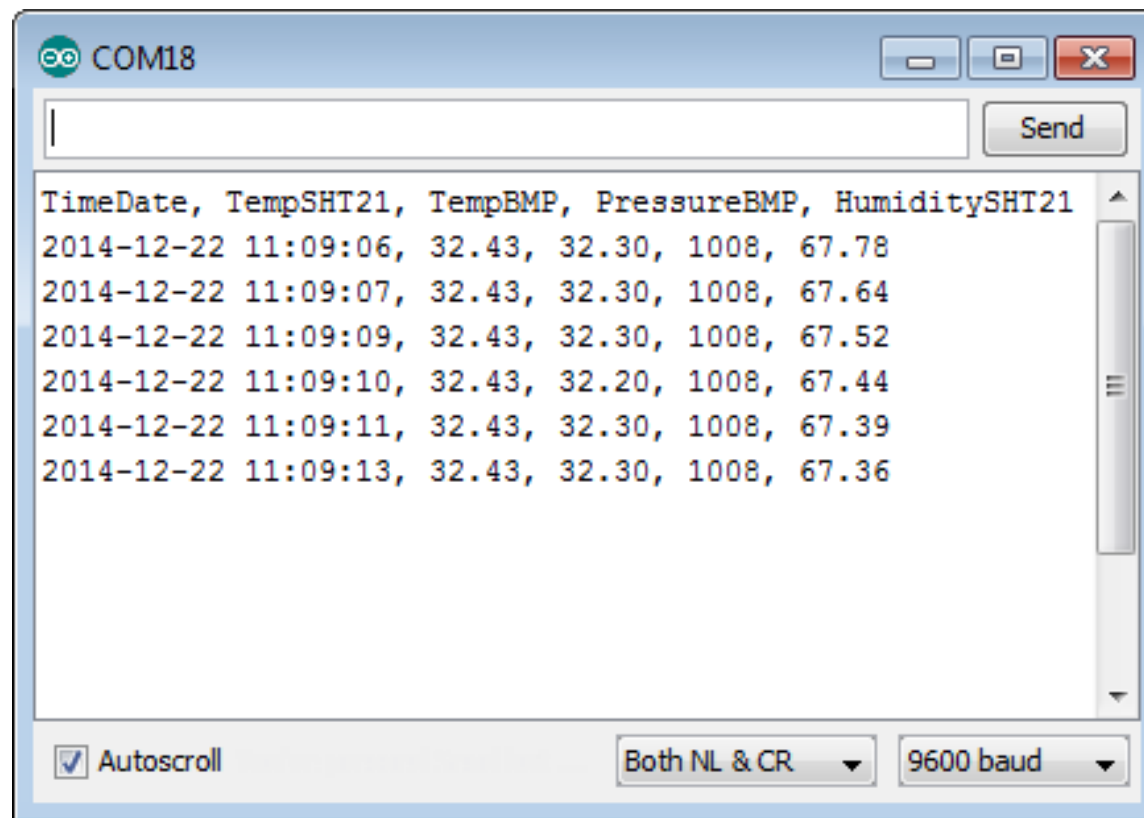 COM18
Send
TimeDate, TempSHT21, TempBMP, PressureBMP, HumiditySHT21
2014-12-22 11:09:06, 32.43, 32.30, 1008, 67.78
2014-12-22 11:09:07, 32.43, 32.30, 1008, 67.64
2014-12-22 11:09:09, 32.43, 32.30, 1008, 67.52
2014-12-22 11:09:10, 32.43, 32.20, 1008, 67.44
2014-12-22 11:09:11, 32.43, 32.30, 1008, 67.39
2014-12-22 11:09:13, 32.43, 32.30, 1008, 67.36
Autoscroll Both NL & CR 9600 baud